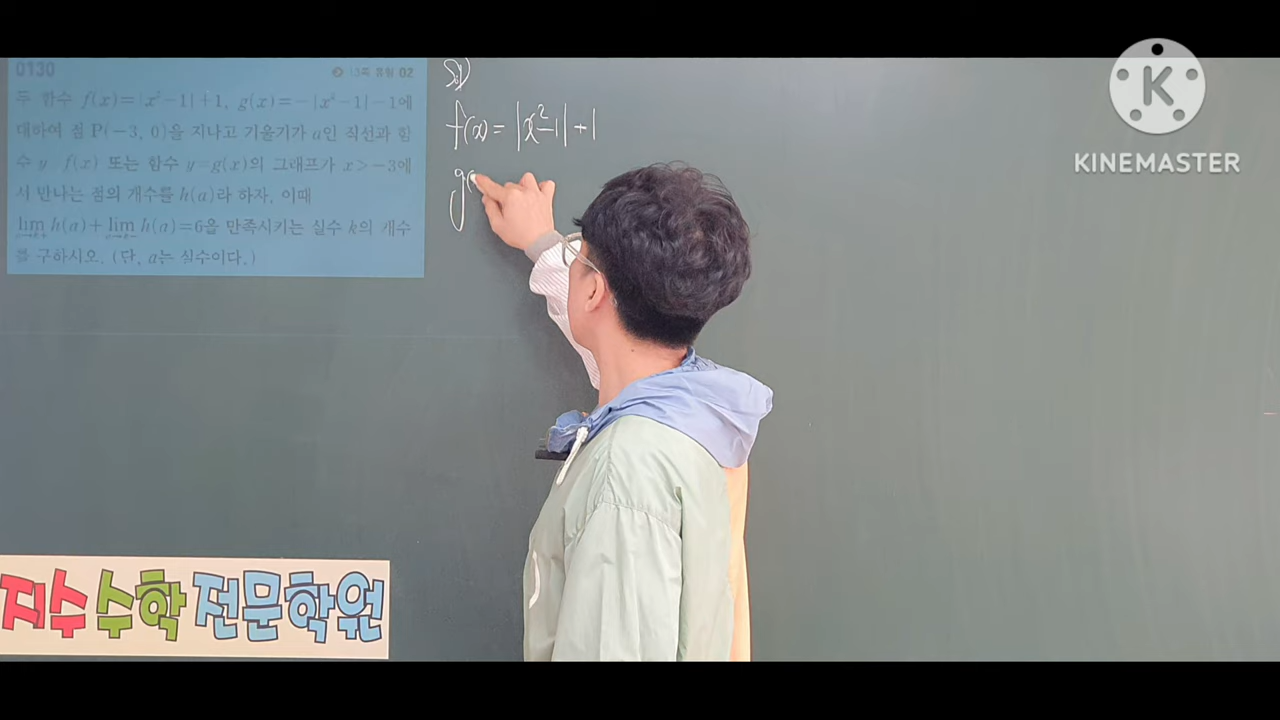 0130
13쪽 유형 02
두 함수 f(x)=|x²-1|+1, g(x)=-|x²-1|-1에
대하여 점 P(-3, 0)을 지나고 기울기가 a인 직선과 함
수 y=f(x) 또는 함수 y=g(x)의 그래프가 x>-3에
서 만나는 점의 개수를 h(a)라 하자. 이때
lim h(a)+lim h(a)=6을 만족시키는 실수 k의 개수
a→k+ a→k-
를 구하시오. (단, a는 실수이다.)
f(x) = |x²-1| +1
g(
KINEMASTER
지수수학전문학원